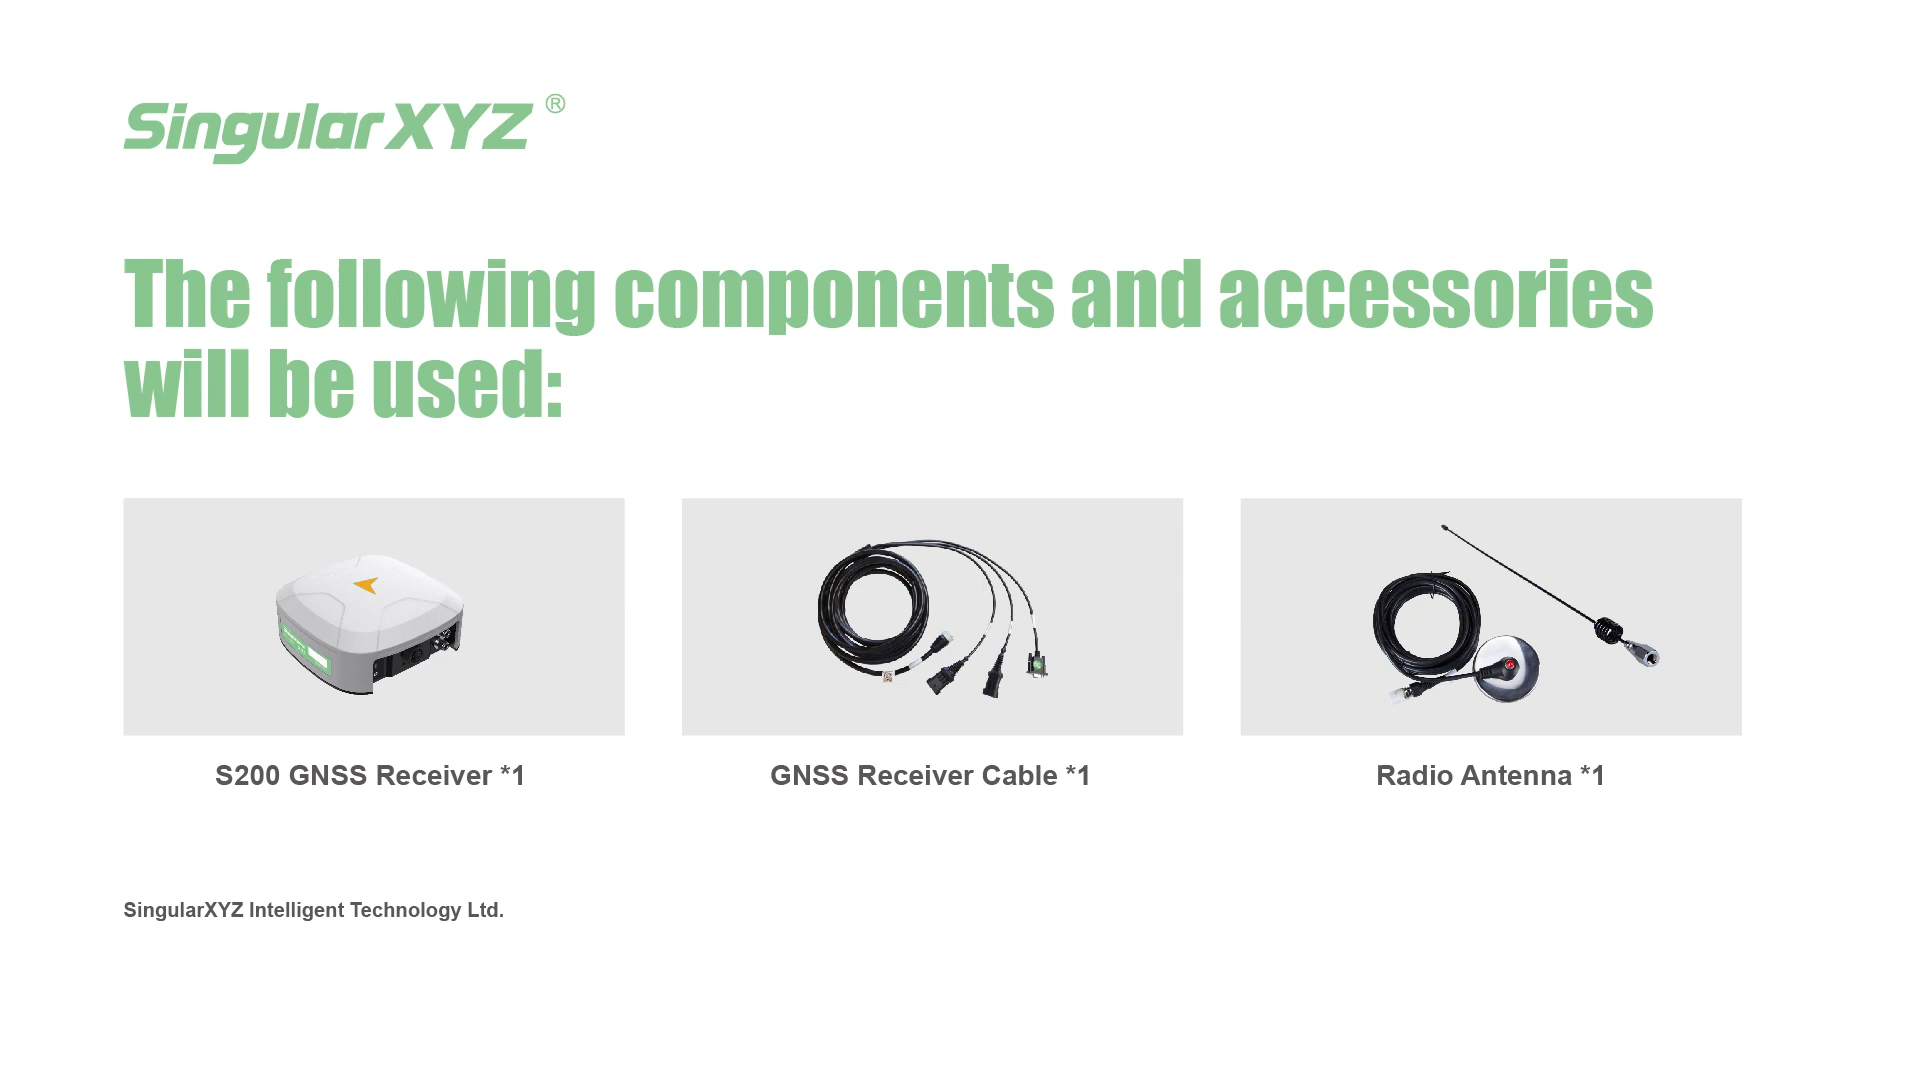 SingularXYZ®
The following components and accessories
will be used:
S200 GNSS Receiver *1
GNSS Receiver Cable *1
Radio Antenna *1
SingularXYZ Intelligent Technology Ltd.